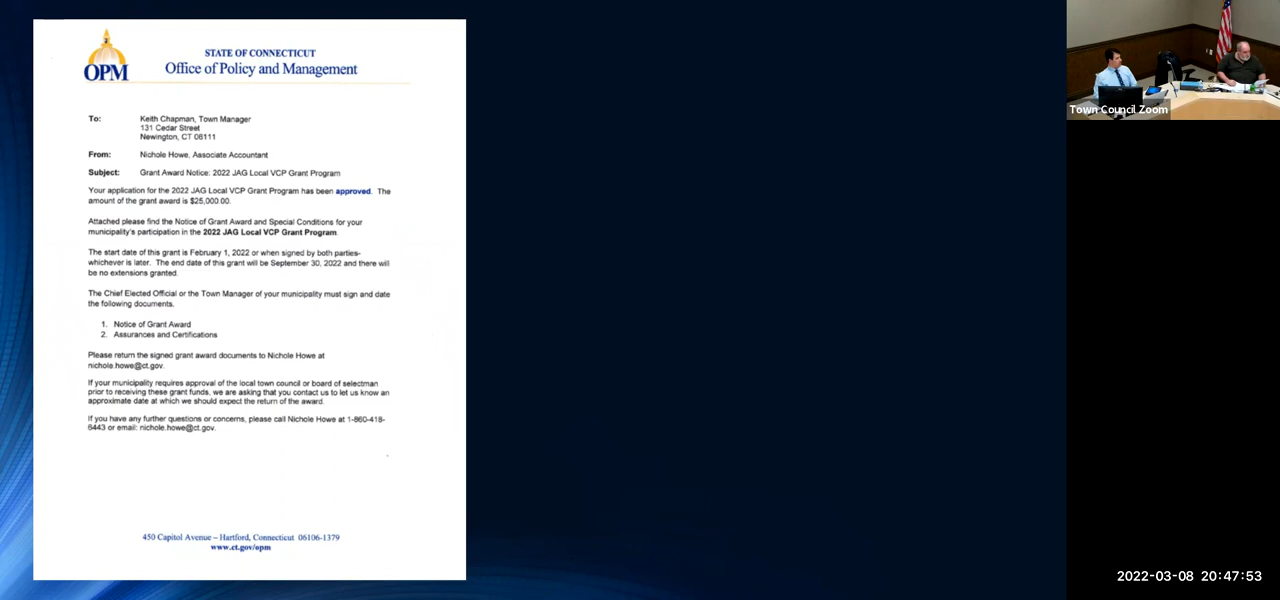 OPM
STATE OF CONNECTICUT
Office of Policy and Management
To: Keith Chapman, Town Manager
131 Cedar Street
Newington, CT 06111
From: Nichole Howe, Associate Accountant
Subject: Grant Award Notice: 2022 JAG Local VCP Grant Program
Your application for the 2022 JAG Local VCP Grant Program has been approved. The
amount of the grant award is $25,000.00.
Attached please find the Notice of Grant Award and Special Conditions for your
municipality's participation in the 2022 JAG Local VCP Grant Program
The start date of this grant is February 1, 2022 or when signed by both parties-
whichever is later. The end date of this grant will be September 30, 2022 and there will
be no extensions granted.
The Chief Elected Official or the Town Manager of your municipality must sign and date
the following documents.
1. Notice of Grant Award
2. Assurances and Certifications
Please return the signed grant award documents to Nichole Howe at
nichole.howe@ct.gov.
If your municipality requires approval of the local town council or board of selectman
prior to receiving these grant funds, we are asking that you contact us to let us know an
approximate date at which we should expect the return of the award.
If you have any further questions or concerns, please call Nichole Howe at 1-860-418-
6443 or email: nichole.howe@ct.gov.
450 Capitol Avenue – Hartford, Connecticut 06106-1379
www.ct.gov/opm
Town Council Zoom
2022-03-08 20:47:53